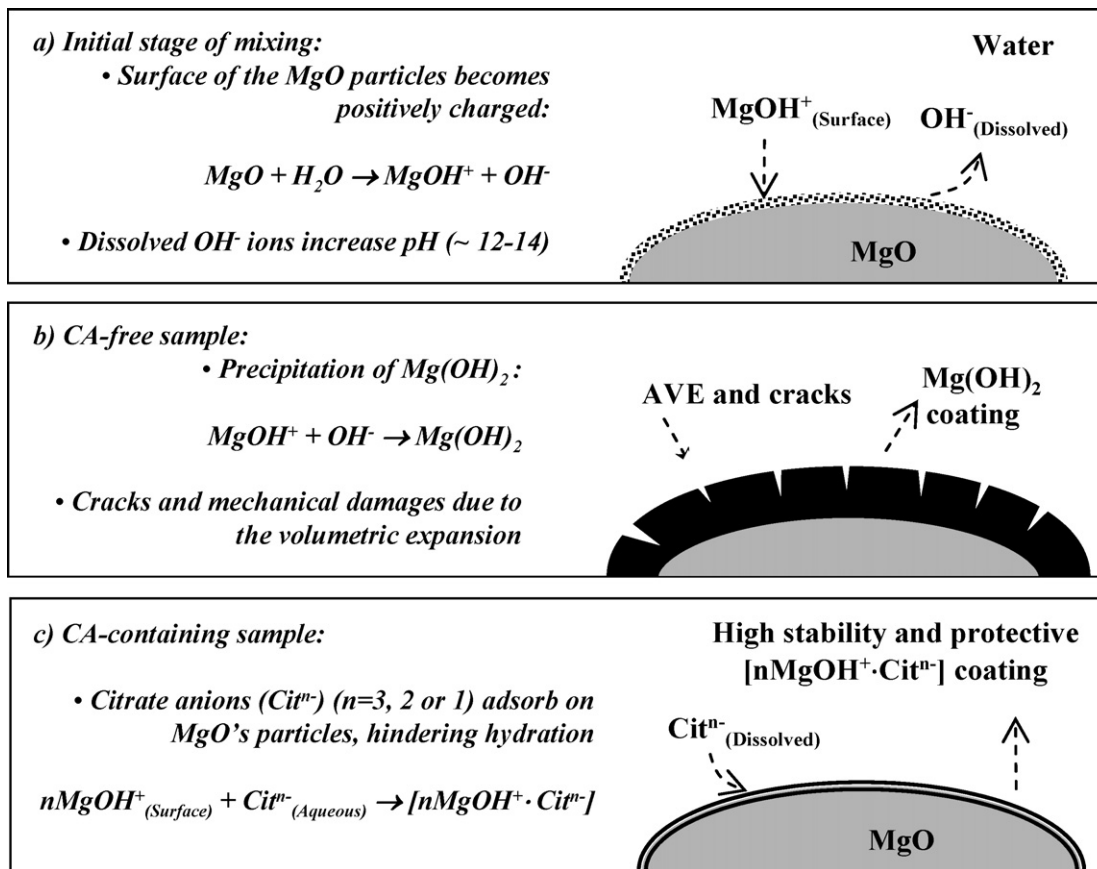 a) Initial stage of mixing:
• Surface of the MgO particles becomes
positively charged:
MgO + H₂O → MgOH⁺ + OH⁻
• Dissolved OH⁻ ions increase pH (~ 12-14)
Water
MgOH⁺(Surface)
OH⁻(Dissolved)
MgO
b) CA-free sample:
• Precipitation of Mg(OH)₂:
MgOH⁺ + OH⁻ → Mg(OH)₂
• Cracks and mechanical damages due to
the volumetric expansion
AVE and cracks
Mg(OH)₂
coating
c) CA-containing sample:
• Citrate anions (Citⁿ⁻) (n=3, 2 or 1) adsorb on
MgO's particles, hindering hydration
nMgOH⁺(Surface) + Citⁿ⁻(Aqueous) → [nMgOH⁺· Citⁿ⁻]
High stability and protective
[nMgOH⁺·Citⁿ⁻] coating
Citⁿ⁻(Dissolved)
MgO